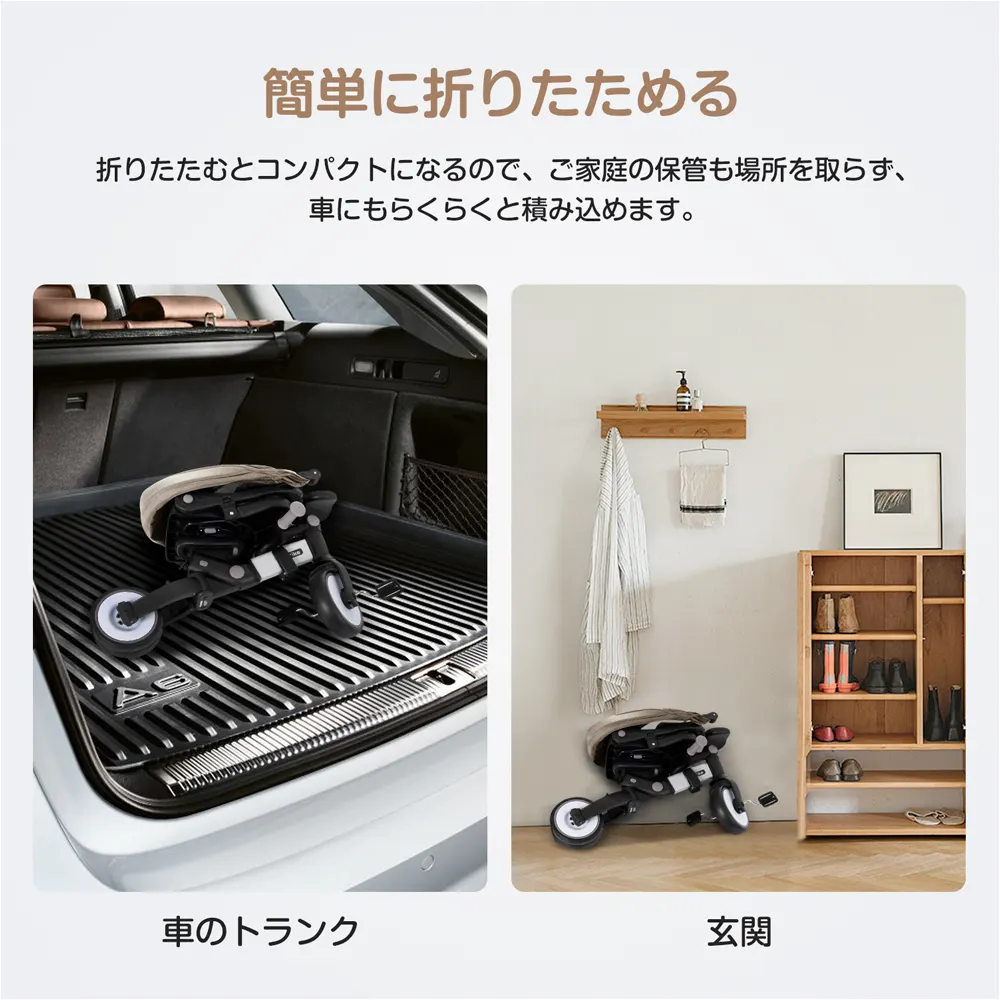 簡単に折りたためる
折りたたむとコンパクトになるので、ご家庭の保管も場所を取らず、
車にもらくらくと積み込めます。
A8
車のトランク
玄関